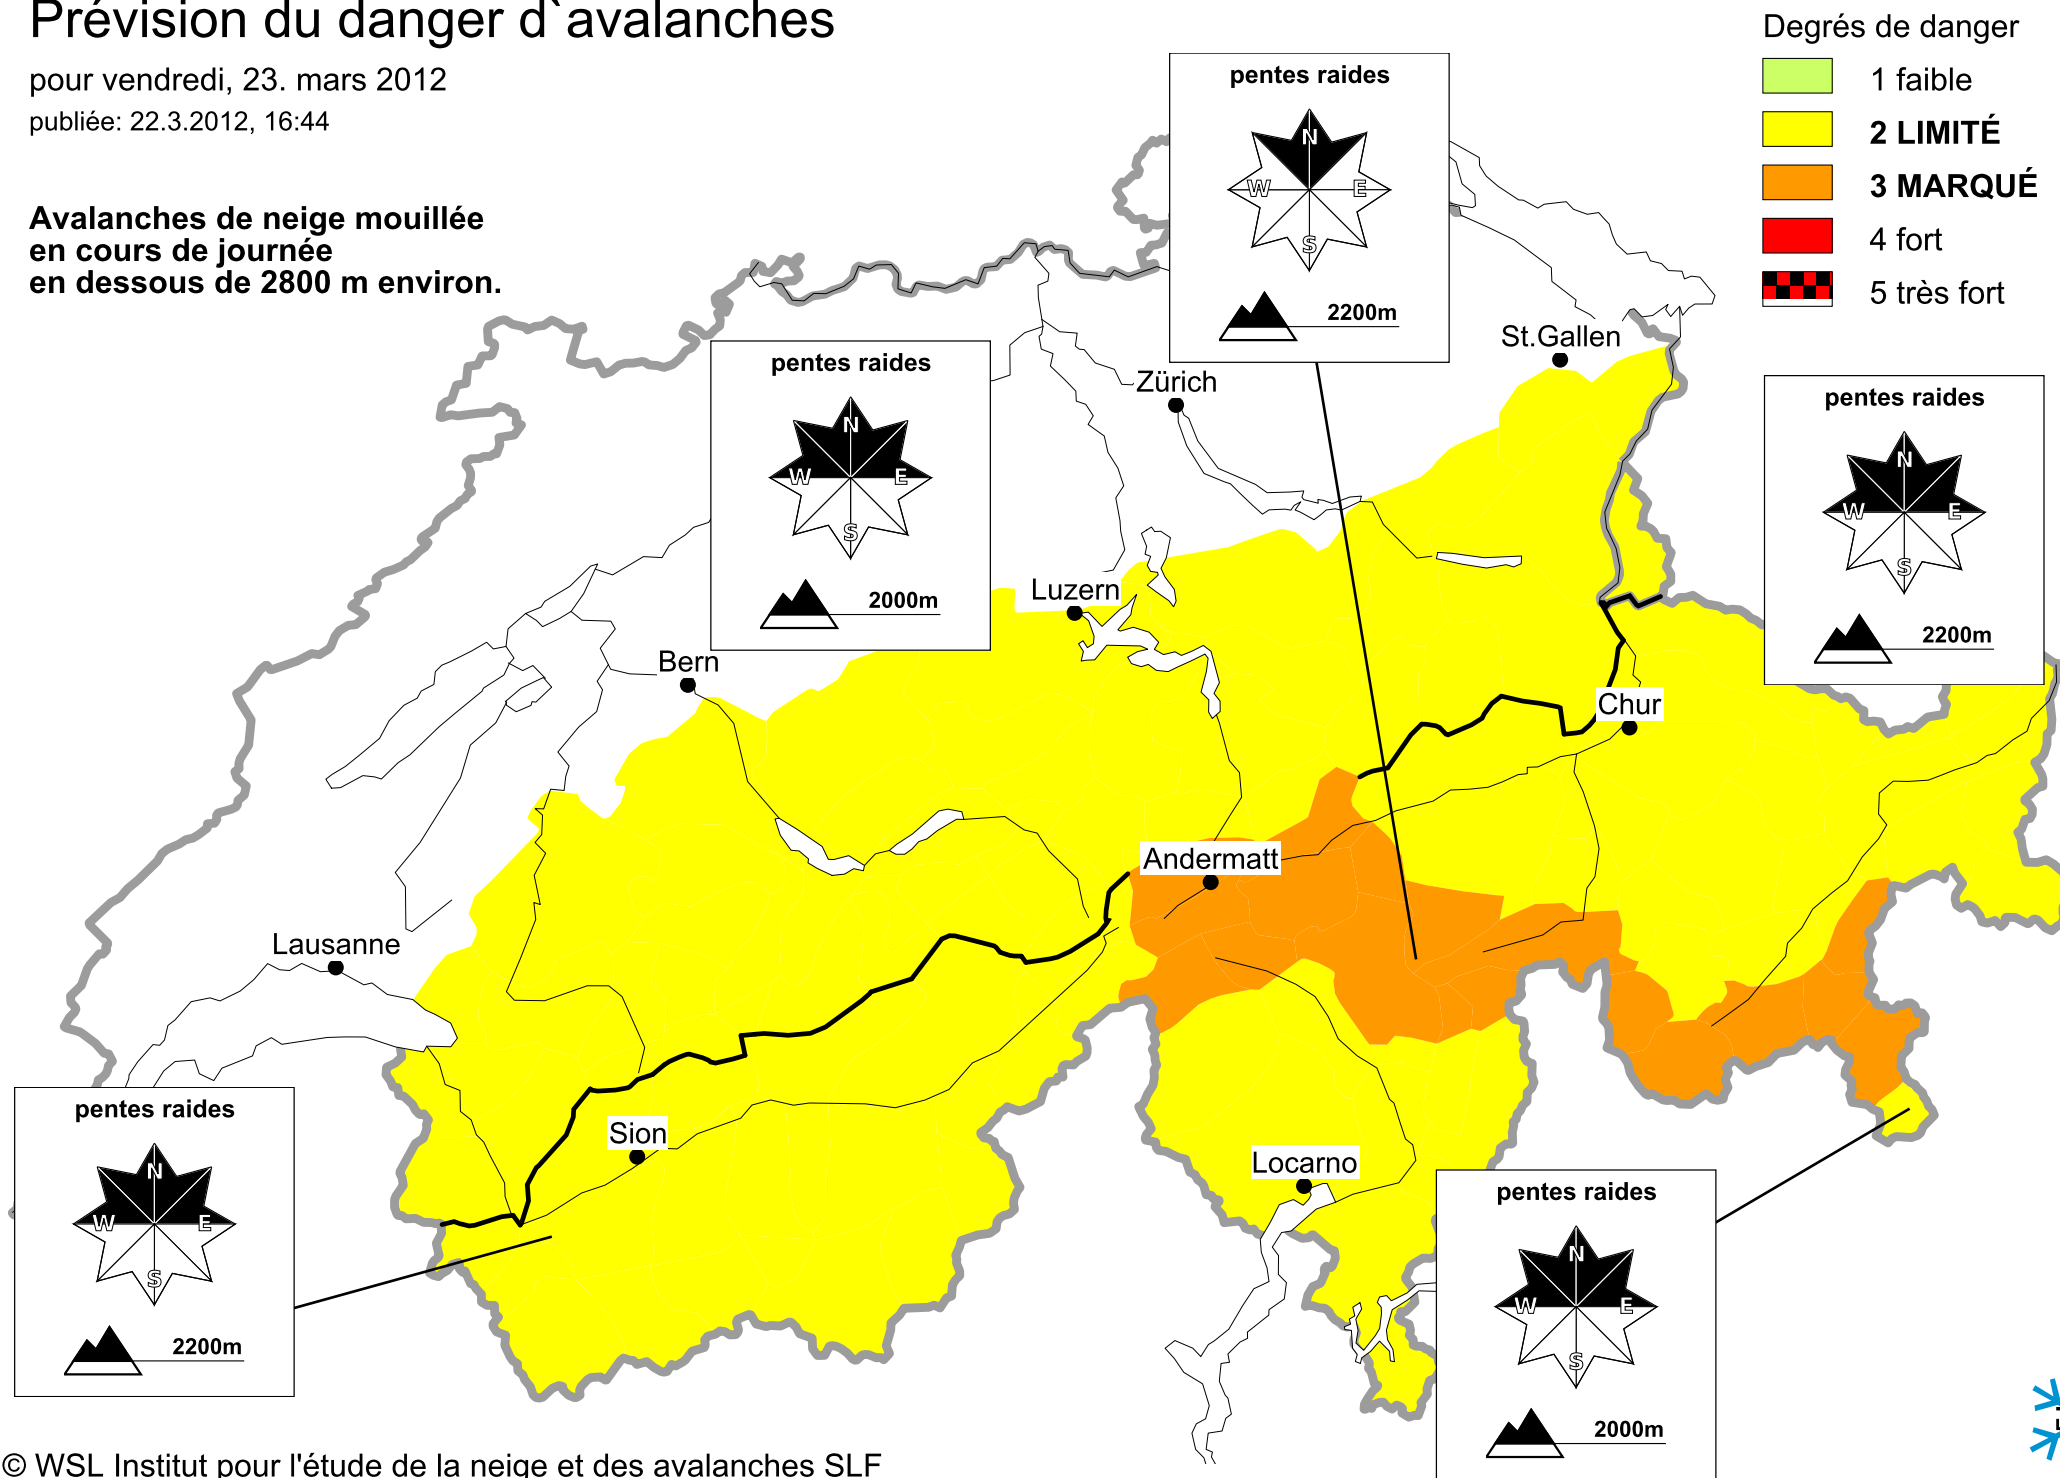 Prévision du danger d`avalanches
pour vendredi, 23. mars 2012
publiée: 22.3.2012, 16:44
Avalanches de neige mouillée
en cours de journée
en dessous de 2800 m environ.
Degrés de danger
1 faible
2 LIMITÉ
3 MARQUÉ
4 fort
5 très fort
pentes raides
N
W E
S
2200m
pentes raides
N
W E
S
2000m
pentes raides
N
W E
S
2200m
St.Gallen
Zürich
Luzern
Bern
Chur
Andermatt
Lausanne
Sion
Locarno
pentes raides
N
W E
S
2200m
pentes raides
N
W E
S
2000m
© WSL Institut pour l'étude de la neige et des avalanches SLF